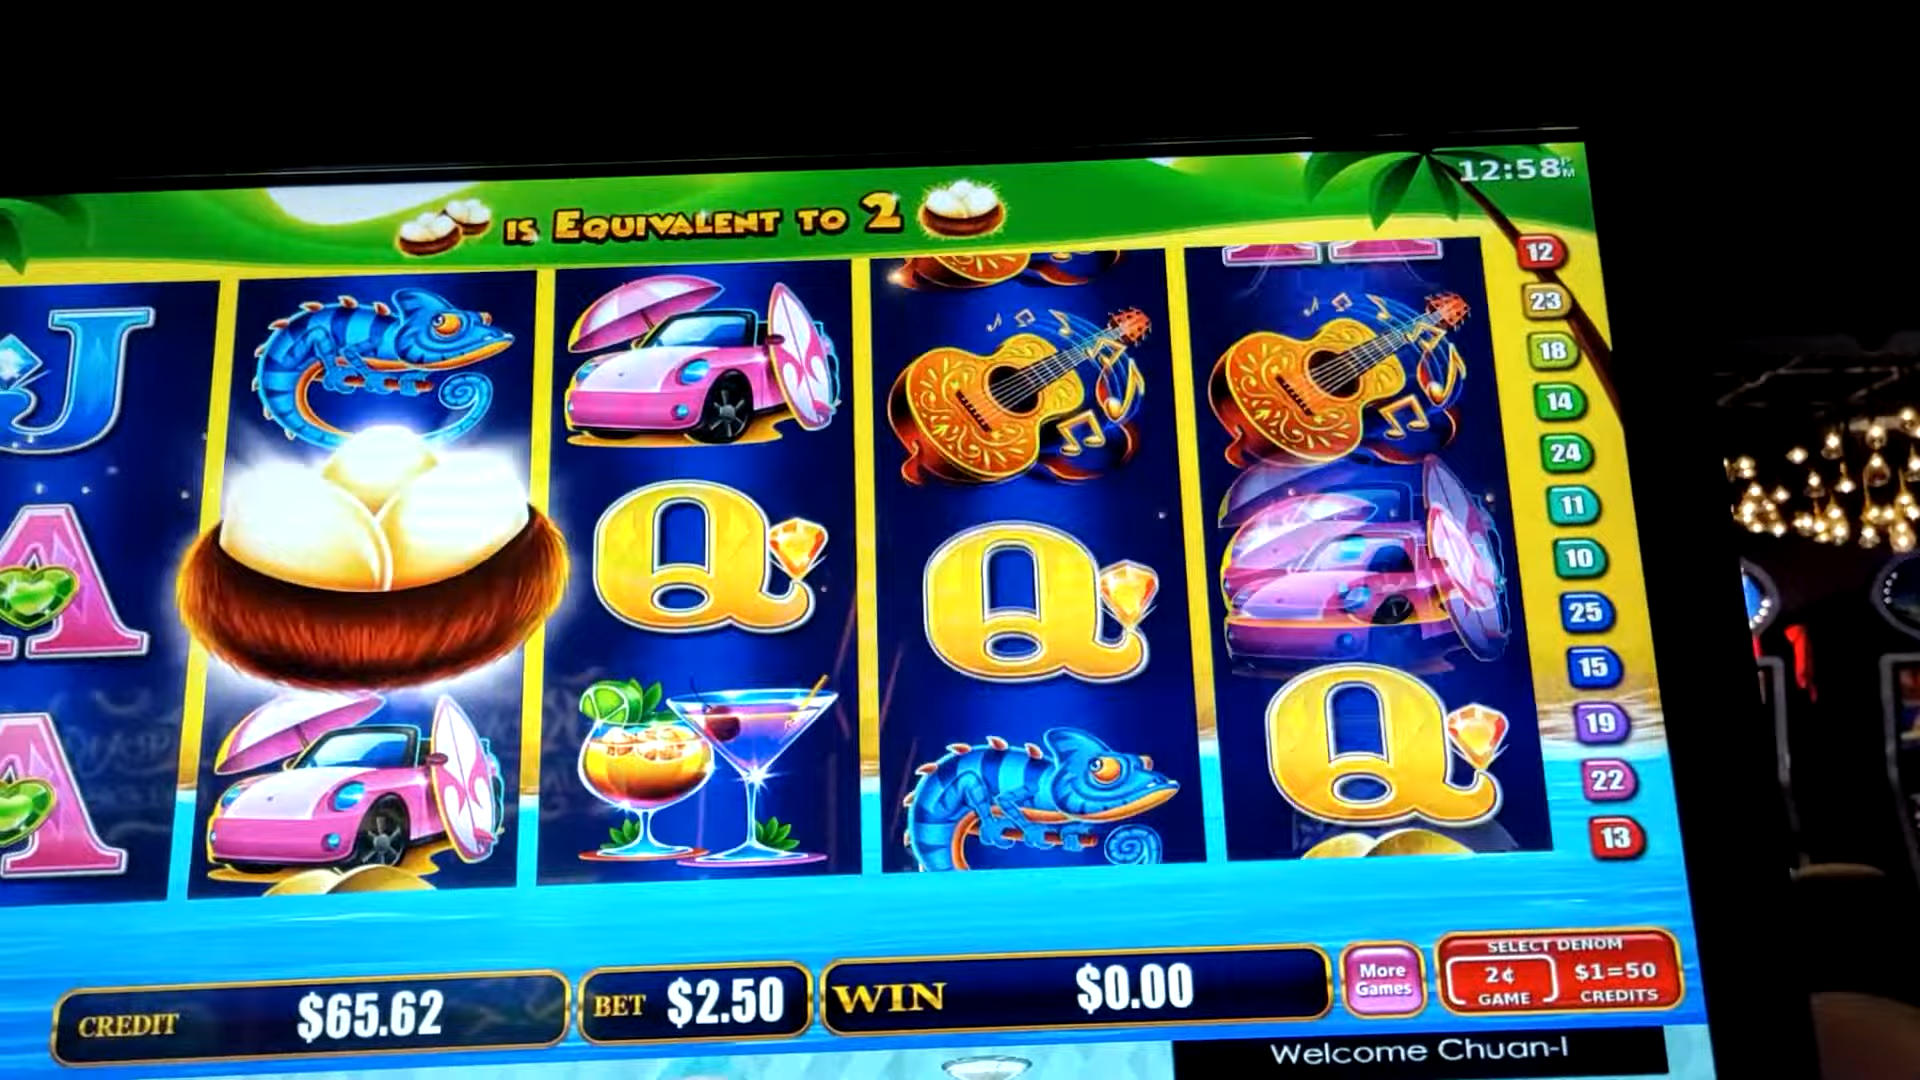 12:58 PM
IS EQUIVALENT TO 2
12
23
18
14
24
11
10
25
15
19
22
13
J
A
A
Q
Q
Q
CREDIT $65.62
BET $2.50
WIN $0.00
More
Games
SELECT DENOM
2¢ $1=50
GAME CREDITS
Welcome Chuan-I